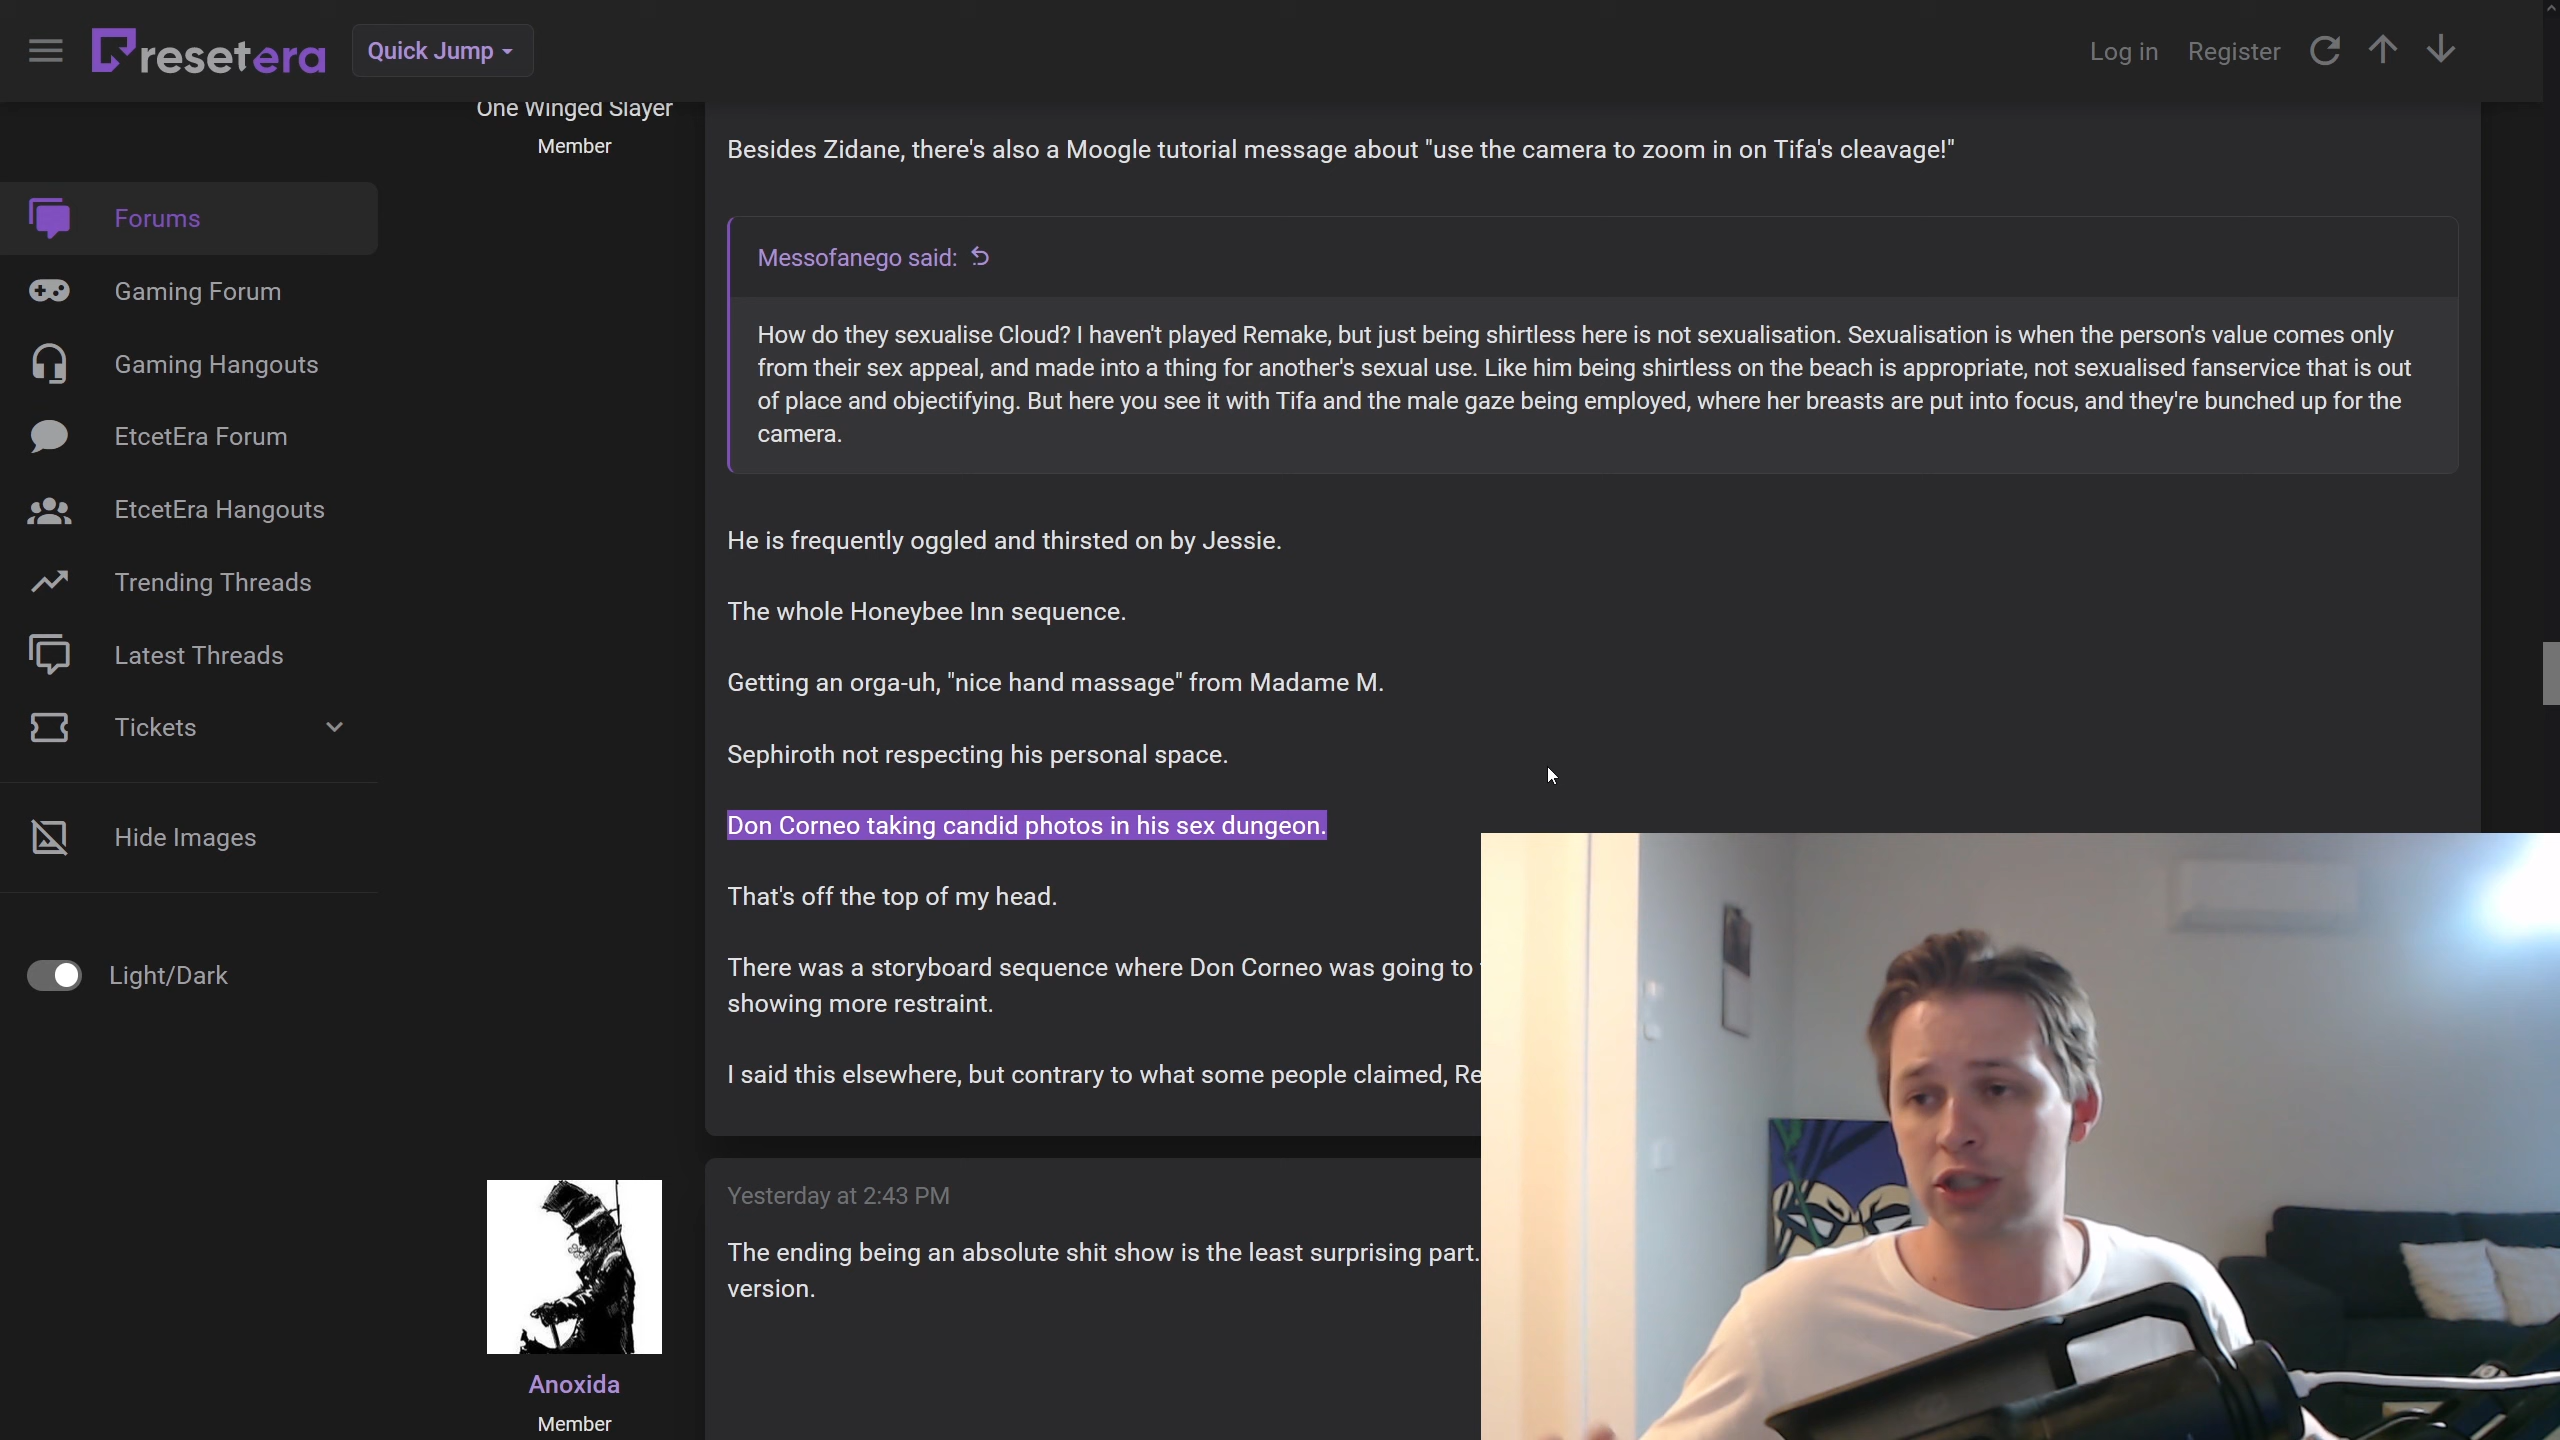 resetera
Quick Jump
Log in
Register
Forums
Gaming Forum
Gaming Hangouts
EtcetEra Forum
EtcetEra Hangouts
Trending Threads
Latest Threads
Tickets
Hide Images
Light/Dark
One Winged Slayer
Member
Besides Zidane, there's also a Moogle tutorial message about "use the camera to zoom in on Tifa's cleavage!"
Messofanego said:
How do they sexualise Cloud? I haven't played Remake, but just being shirtless here is not sexualisation. Sexualisation is when the person's value comes only
from their sex appeal, and made into a thing for another's sexual use. Like him being shirtless on the beach is appropriate, not sexualised fanservice that is out
of place and objectifying. But here you see it with Tifa and the male gaze being employed, where her breasts are put into focus, and they're bunched up for the
camera.
He is frequently oggled and thirsted on by Jessie.
The whole Honeybee Inn sequence.
Getting an orga-uh, "nice hand massage" from Madame M.
Sephiroth not respecting his personal space.
Don Corneo taking candid photos in his sex dungeon.
That's off the top of my head.
There was a storyboard sequence where Don Corneo was going to
showing more restraint.
I said this elsewhere, but contrary to what some people claimed, Re
Anoxida
Member
Yesterday at 2:43 PM
The ending being an absolute shit show is the least surprising part.
version.